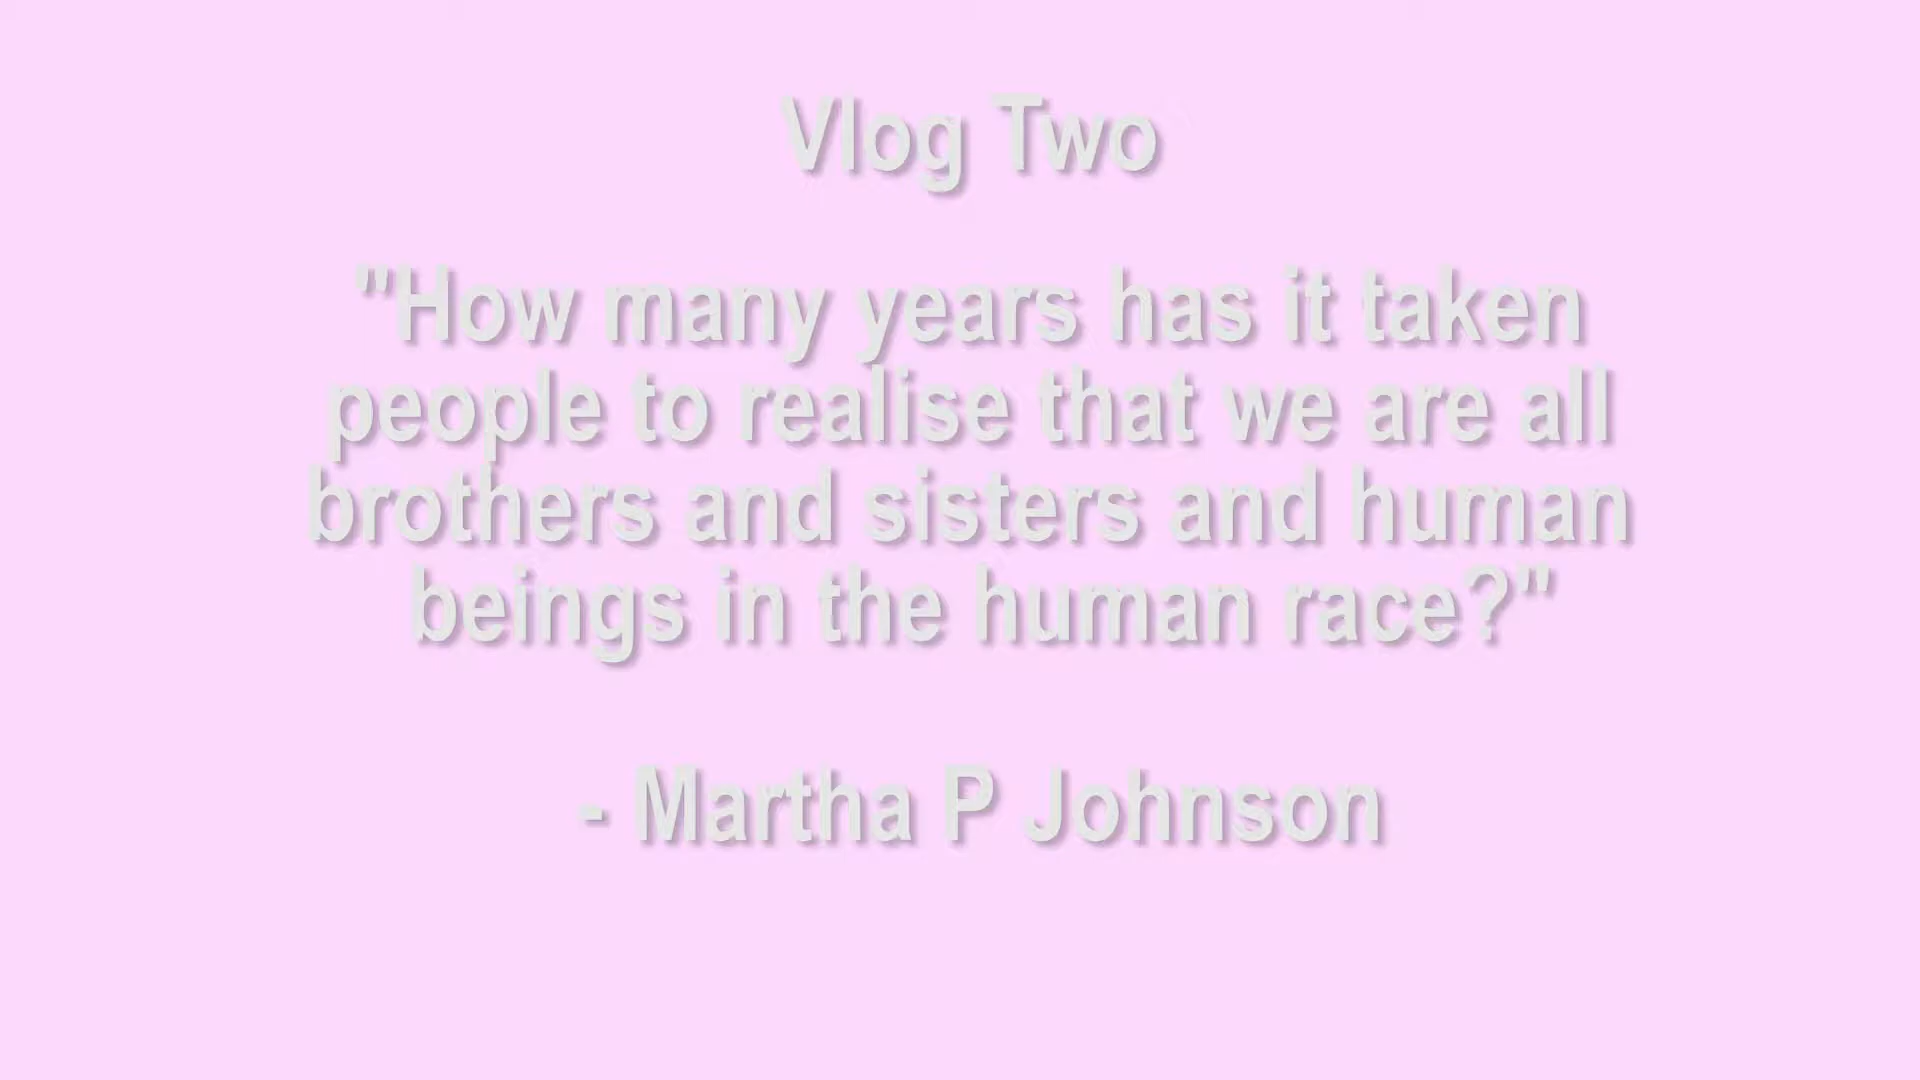 Vlog Two
"How many years has it taken
people to realise that we are all
brothers and sisters and human
beings in the human race?"
- Martha P Johnson